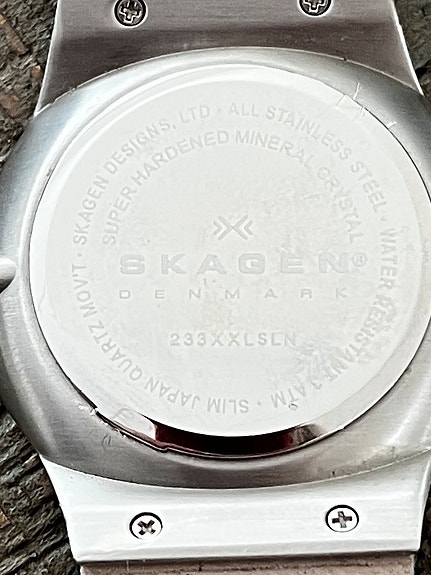 SKAGEN DESIGNS, LTD · ALL STAINLESS STEEL · WATER RESISTANT 3 ATM · SLIM JAPAN QUARTZ MOV'T ·
SUPER HARDENED MINERAL CRYSTAL
SKAGEN®
DENMARK
233XXLSLN